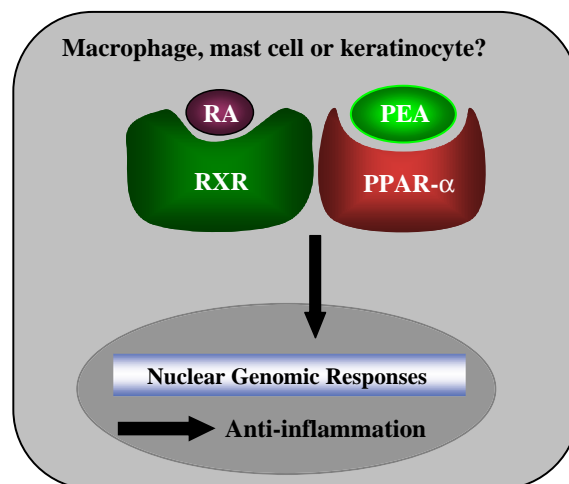 Macrophage, mast cell or keratinocyte?
RA
PEA
RXR
PPAR-α
Nuclear Genomic Responses
Anti-inflammation